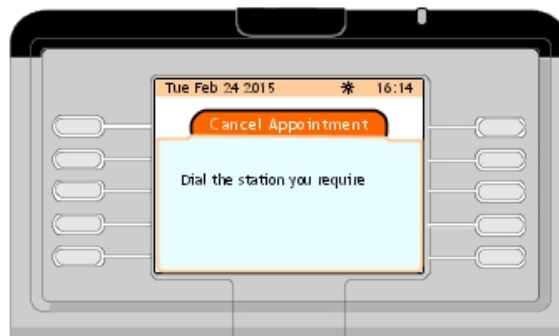 Tue Feb 24 2015 16:14
Cancel Appointment
Dial the station you require